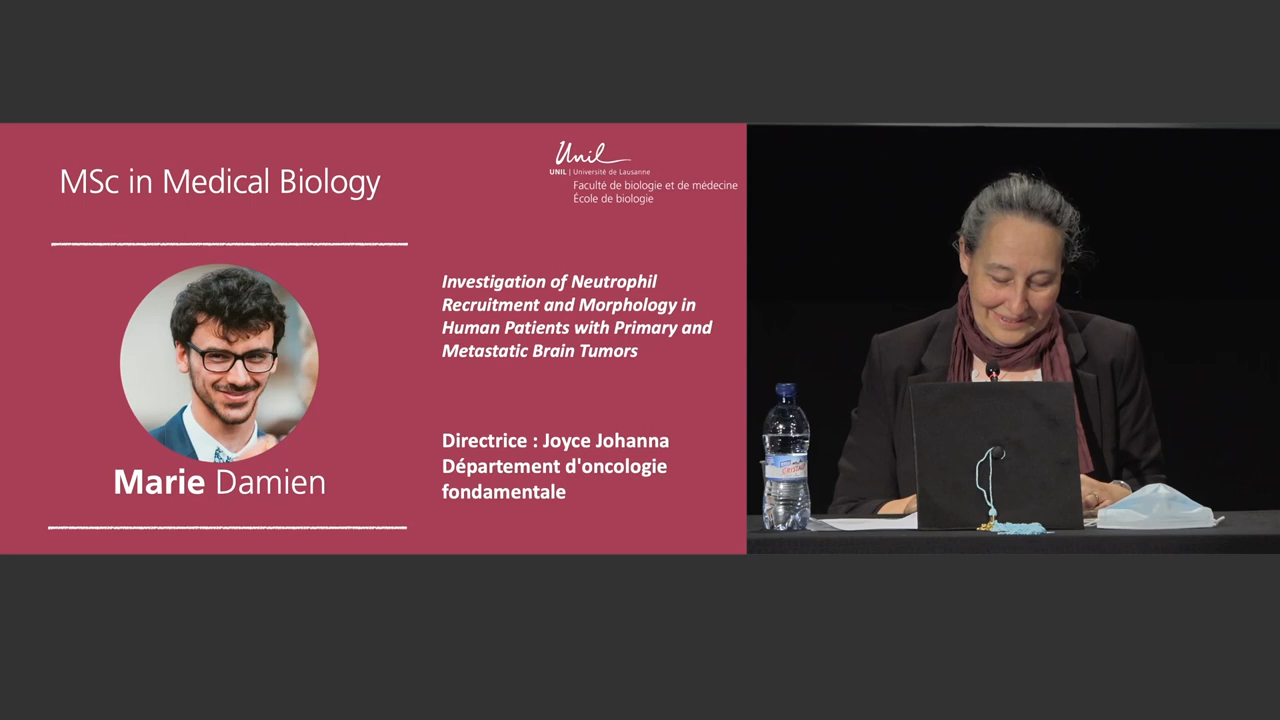 MSc in Medical Biology
Unil
UNIL | Université de Lausanne
Faculté de biologie et de médecine
École de biologie
Investigation of Neutrophil
Recruitment and Morphology in
Human Patients with Primary and
Metastatic Brain Tumors
Marie Damien
Directrice : Joyce Johanna
Département d'oncologie
fondamentale